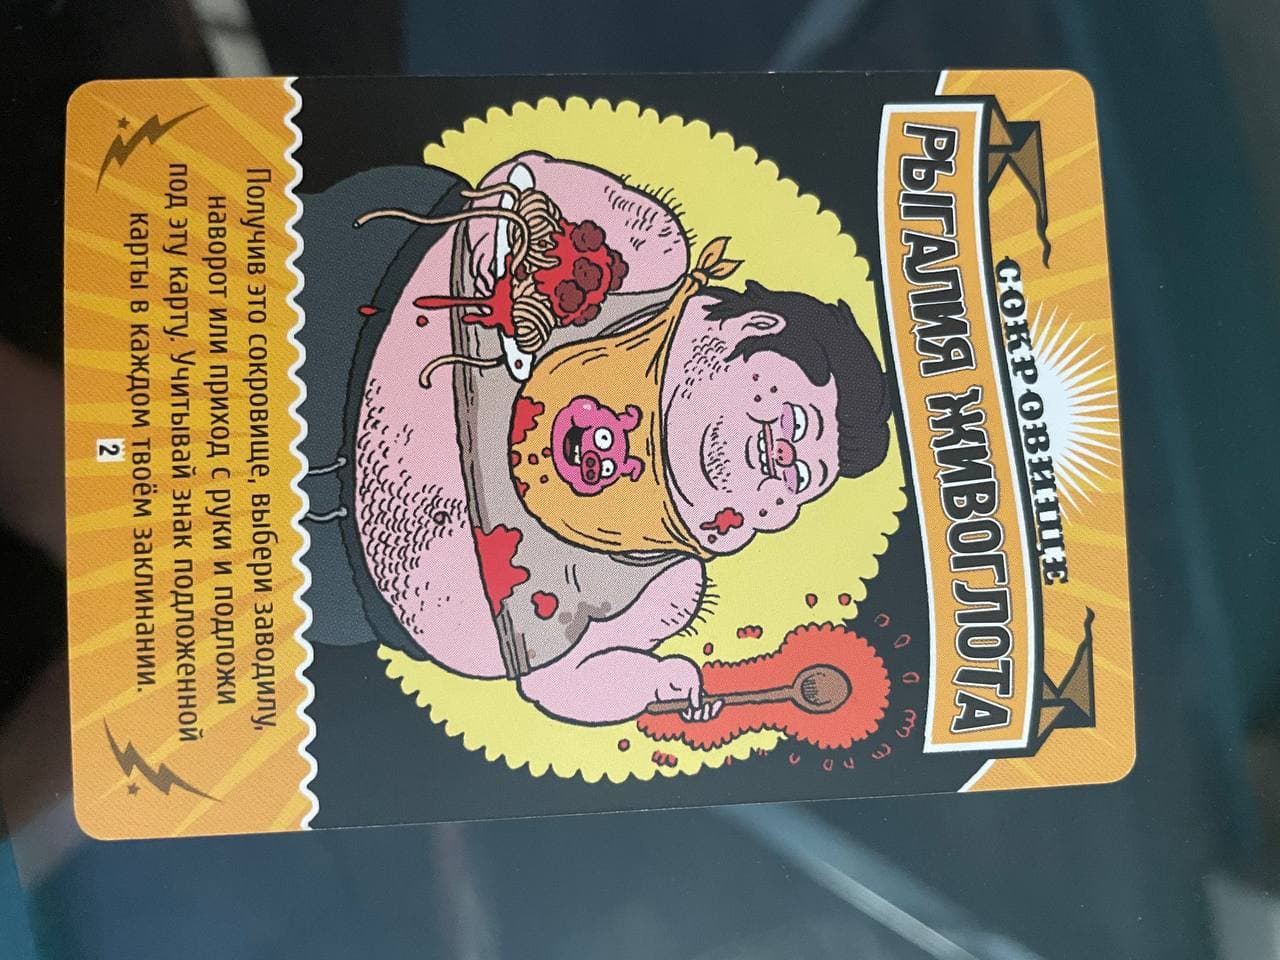 СОКРОВИЩЕ
РЫГАЛИЯ ЖИВОГЛОТА
Получив это сокровище, выбери заводилу,
наворот или приход с руки и подложи
под эту карту. Учитывай знак подложенной
карты в каждом твоём заклинании.
2